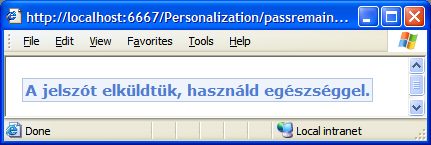 http://localhost:6667/Personalization/passremain...
File Edit View Favorites Tools Help
A jelszót elküldtük, használd egészséggel.
Done Local intranet